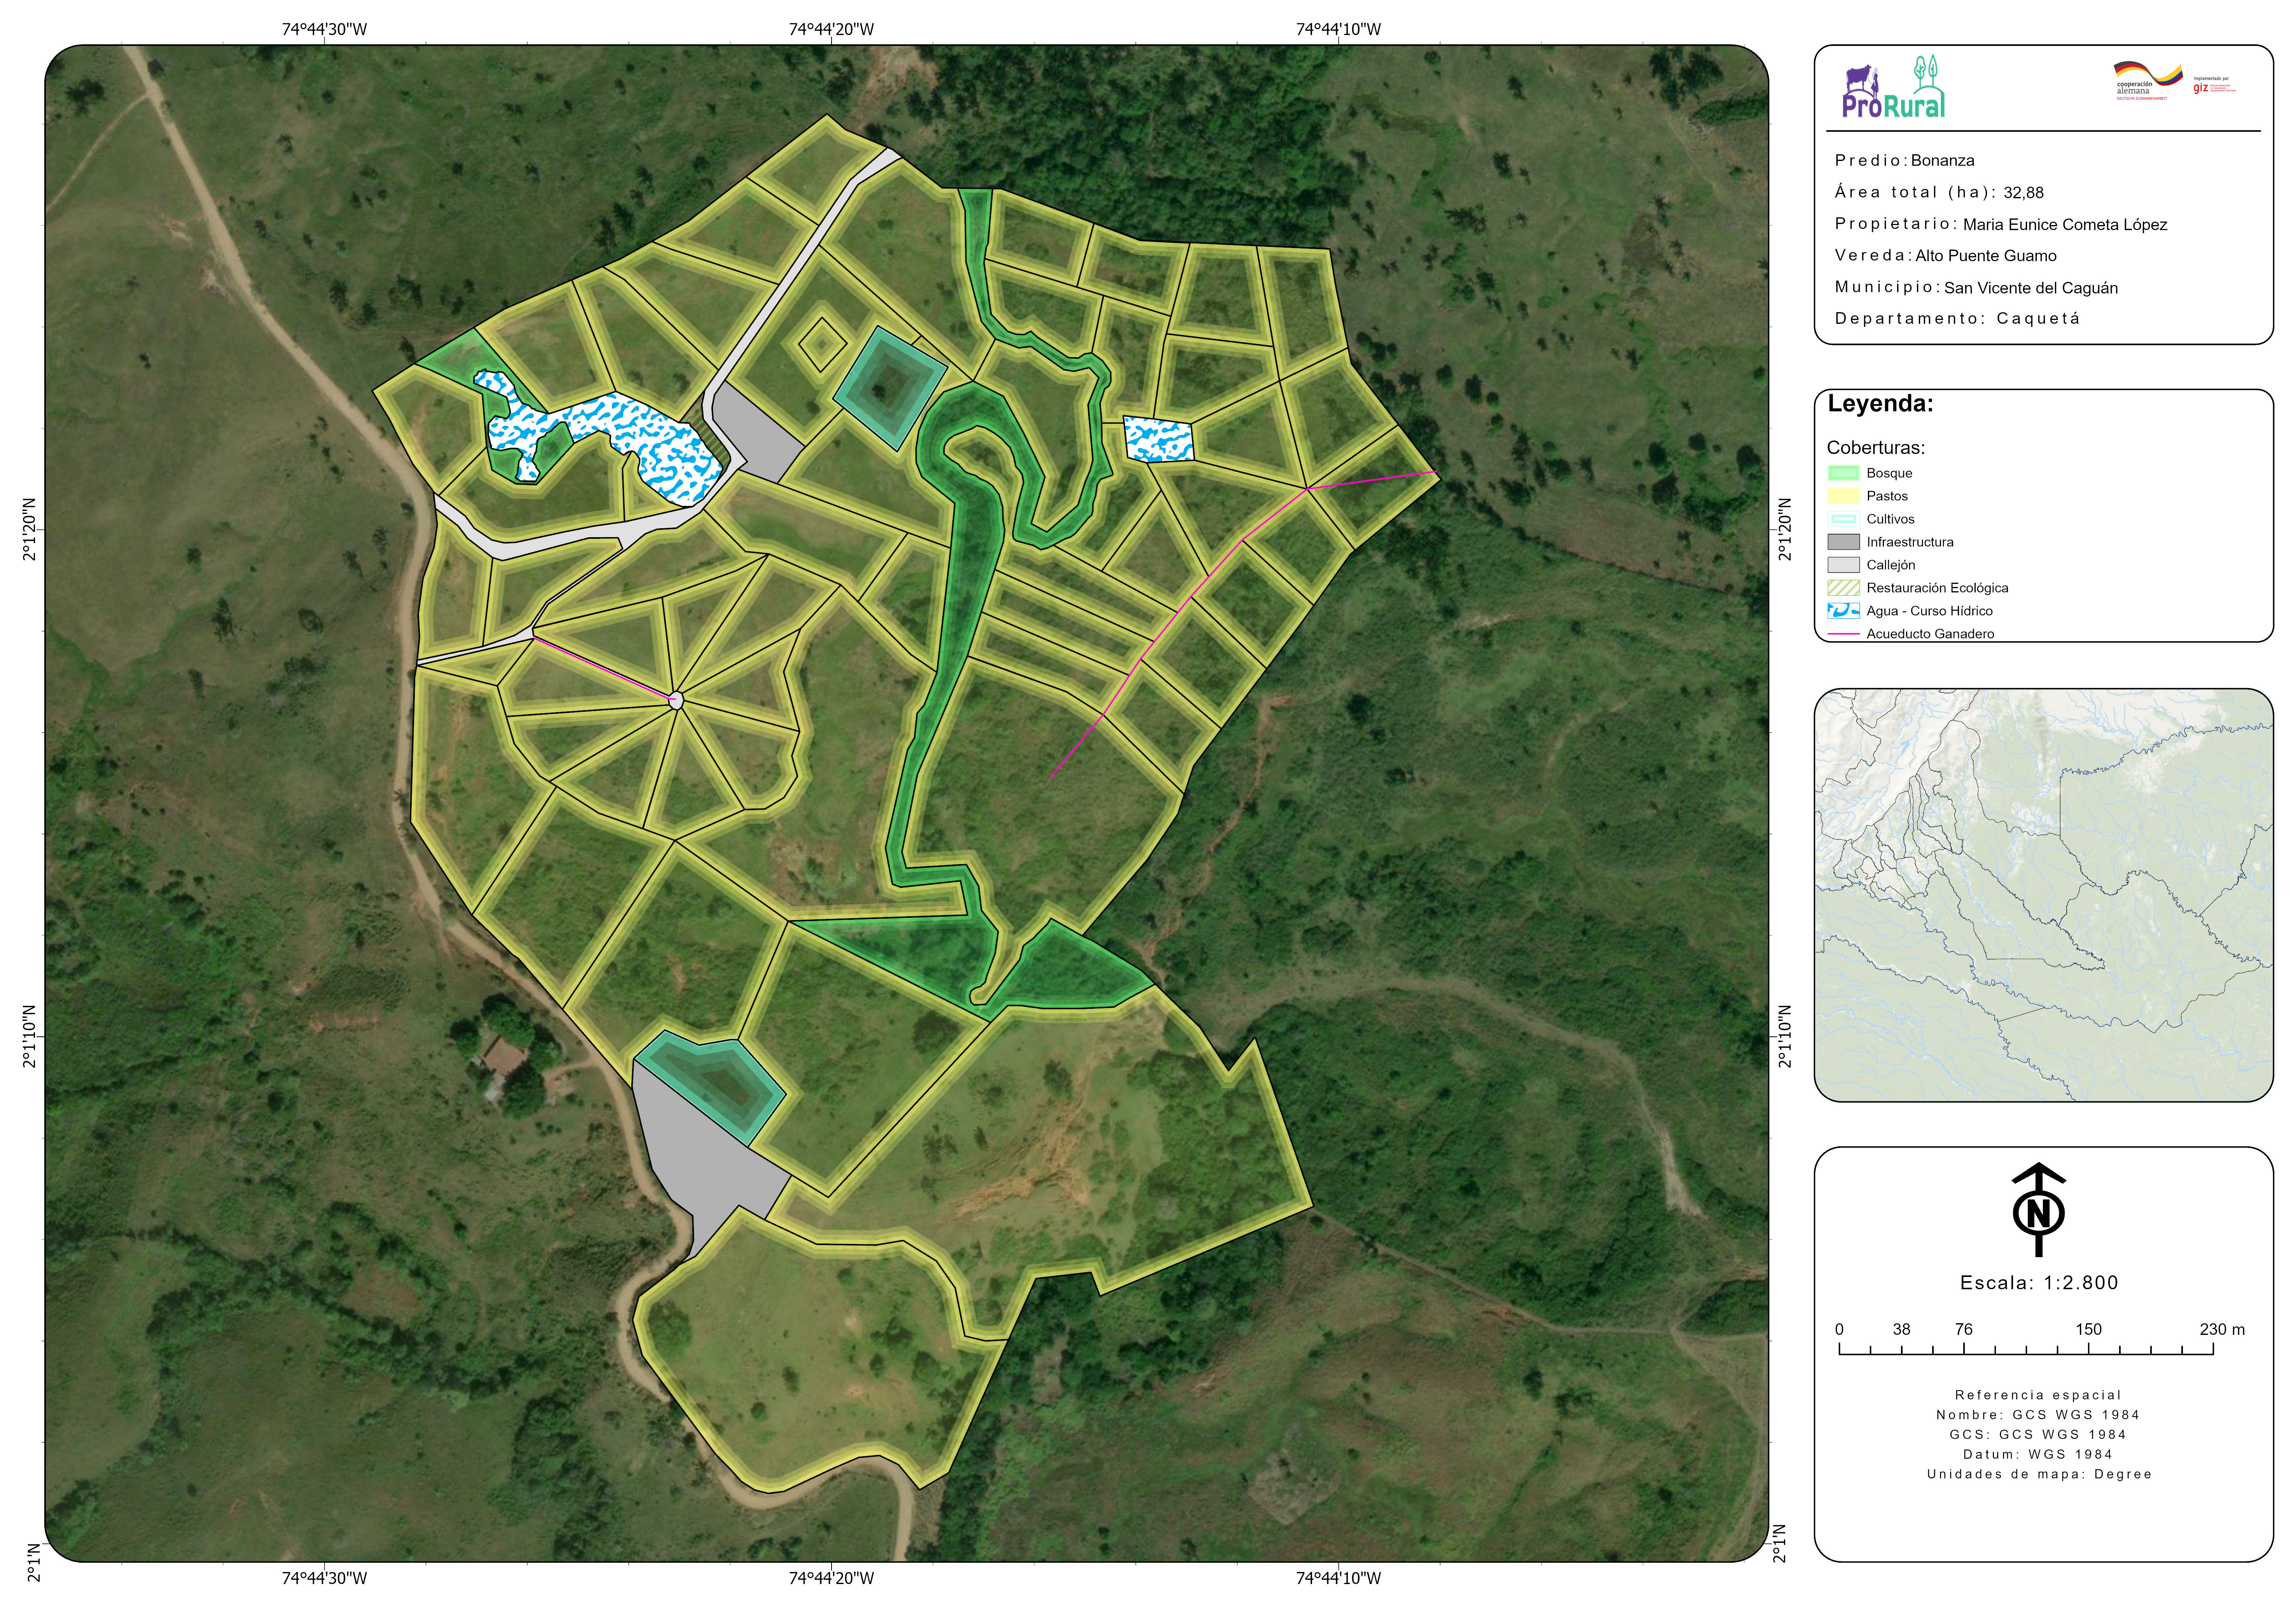 74°44'30"W 74°44'20"W 74°44'10"W
2°1'20"N 2°1'20"N
2°1'10"N 2°1'10"N
2°1'N 2°1'N
74°44'30"W 74°44'20"W 74°44'10"W
ProRural
cooperación
alemana
DEUTSCHE ZUSAMMENARBEIT
Implementada por
giz
Predio: Bonanza
Área total (ha): 32,88
Propietario: Maria Eunice Cometa López
Vereda: Alto Puente Guamo
Municipio: San Vicente del Caguán
Departamento: Caquetá
Leyenda:
Coberturas:
Bosque
Pastos
Cultivos
Infraestructura
Callejón
Restauración Ecológica
Agua - Curso Hídrico
Acueducto Ganadero
N
Escala: 1:2.800
0 38 76 150 230 m
Referencia espacial
Nombre: GCS WGS 1984
GCS: GCS WGS 1984
Datum: WGS 1984
Unidades de mapa: Degree